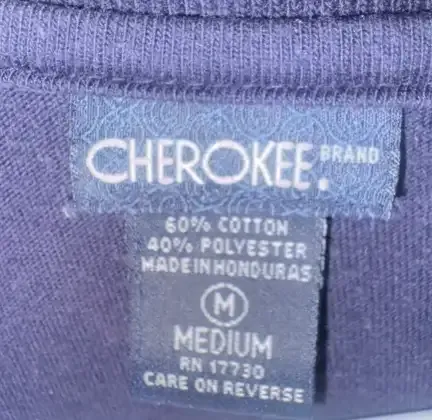 CHEROKEE. BRAND
60% COTTON
40% POLYESTER
MADE IN HONDURAS
M
MEDIUM
RN 17730
CARE ON REVERSE